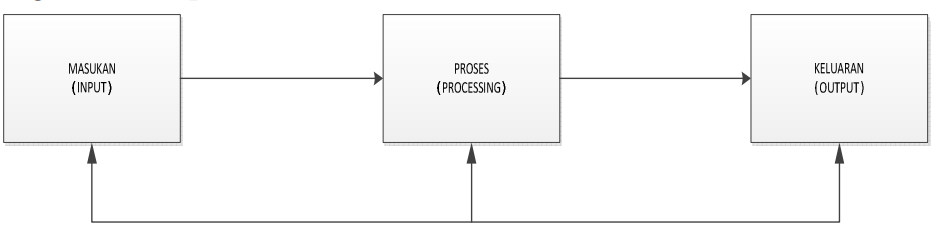 MASUKAN
(INPUT)
PROSES
(PROCESSING)
KELUARAN
(OUTPUT)